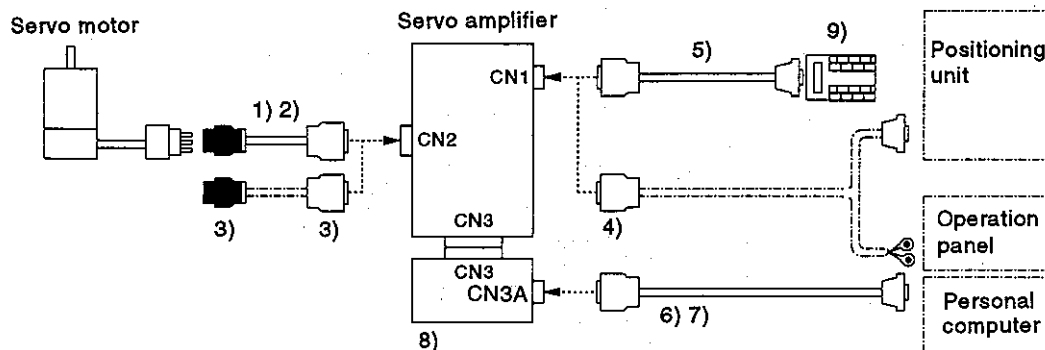 Servo motor
Servo amplifier
5)
9)
Positioning
unit
CN1
1) 2)
CN2
3)
3)
4)
CN3
Operation
panel
CN3
CN3A
6) 7)
Personal
computer
8)